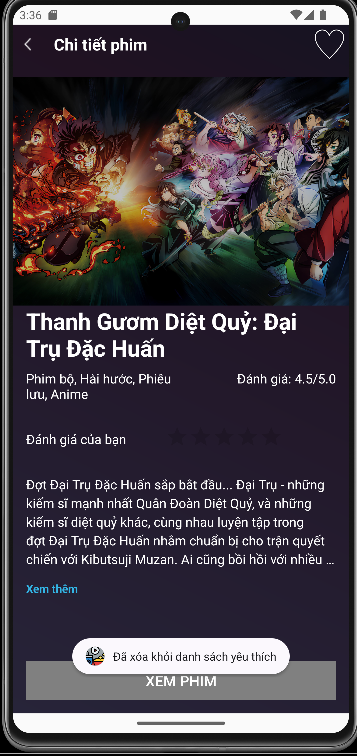 3:36
Chi tiết phim
Thanh Gươm Diệt Quỷ: Đại
Trụ Đặc Huấn
Phim bộ, Hài hước, Phiêu
lưu, Anime
Đánh giá: 4.5/5.0
Đánh giá của bạn
Đợt Đại Trụ Đặc Huấn sắp bắt đầu... Đại Trụ - những
kiếm sĩ mạnh nhất Quân Đoàn Diệt Quỷ, và những
kiếm sĩ diệt quỷ khác, cùng nhau luyện tập trong
đợt Đại Trụ Đặc Huấn nhằm chuẩn bị cho trận quyết
chiến với Kibutsuji Muzan. Ai cũng bồi hồi với nhiều ...
Xem thêm
Đã xóa khỏi danh sách yêu thích
XEM PHIM